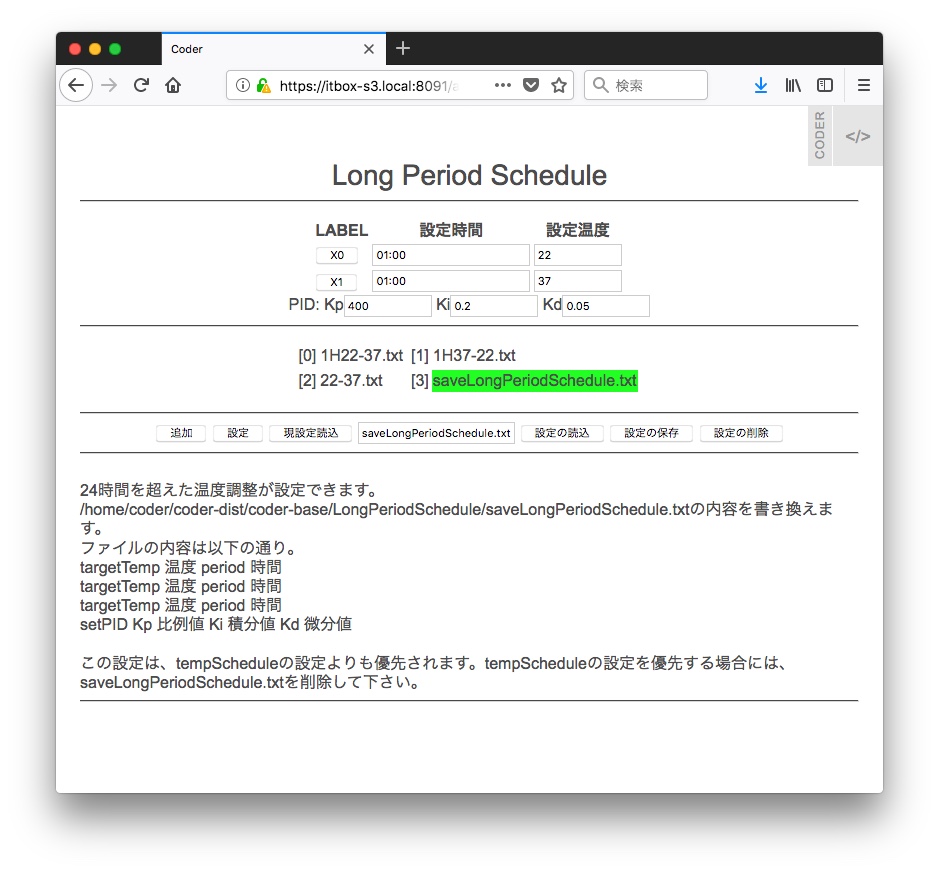 Coder
https://itbox-s3.local:8091/a
検索
CODER
</>
Long Period Schedule
LABEL 設定時間 設定温度
X0 01:00 22
X1 01:00 37
PID: Kp 400 Ki 0.2 Kd 0.05
[0] 1H22-37.txt [1] 1H37-22.txt
[2] 22-37.txt [3] saveLongPeriodSchedule.txt
追加 設定 現設定読込 saveLongPeriodSchedule.txt 設定の読込 設定の保存 設定の削除
24時間を超えた温度調整が設定できます。
/home/coder/coder-dist/coder-base/LongPeriodSchedule/saveLongPeriodSchedule.txtの内容を書き換えま
す。
ファイルの内容は以下の通り。
targetTemp 温度 period 時間
targetTemp 温度 period 時間
targetTemp 温度 period 時間
setPID Kp 比例値 Ki 積分値 Kd 微分値
この設定は、tempScheduleの設定よりも優先されます。tempScheduleの設定を優先する場合には、
saveLongPeriodSchedule.txtを削除して下さい。